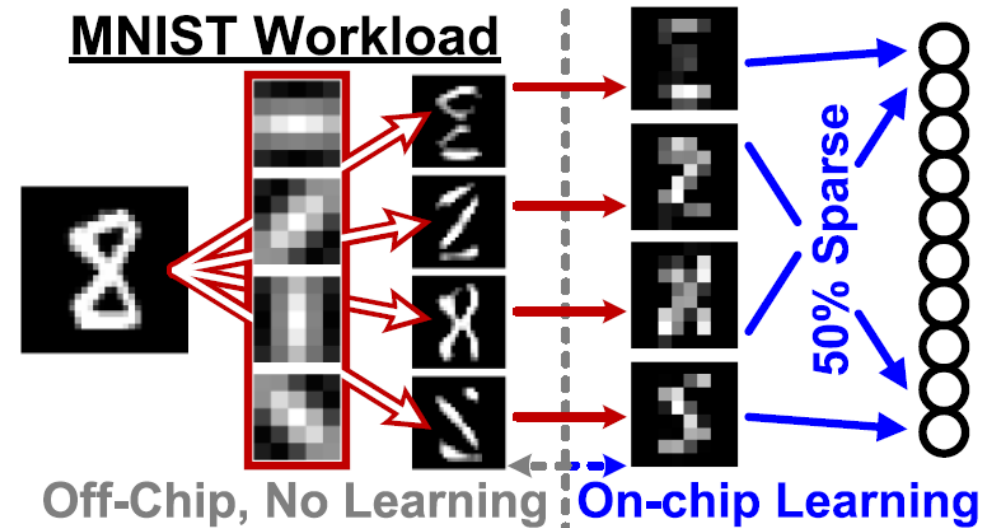 MNIST Workload
50% Sparse
Off-Chip, No Learning
On-chip Learning